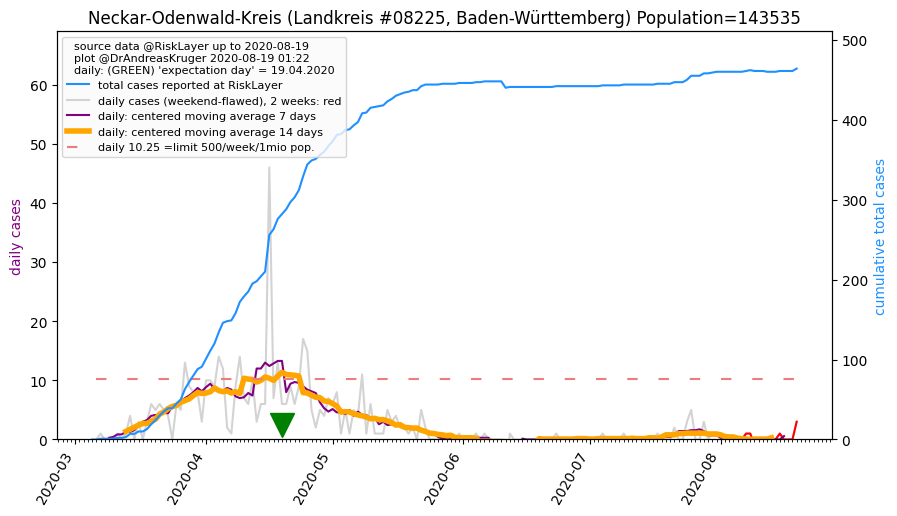 Neckar-Odenwald-Kreis (Landkreis #08225, Baden-Württemberg) Population=143535
source data @RiskLayer up to 2020-08-19
plot @DrAndreasKruger 2020-08-19 01:22
daily: (GREEN) 'expectation day' = 19.04.2020
total cases reported at RiskLayer
daily cases (weekend-flawed), 2 weeks: red
daily: centered moving average 7 days
daily: centered moving average 14 days
daily 10.25 =limit 500/week/1mio pop.
daily cases
60
50
40
30
20
10
0
cumulative total cases
500
400
300
200
100
0
2020-03
2020-04
2020-05
2020-06
2020-07
2020-08